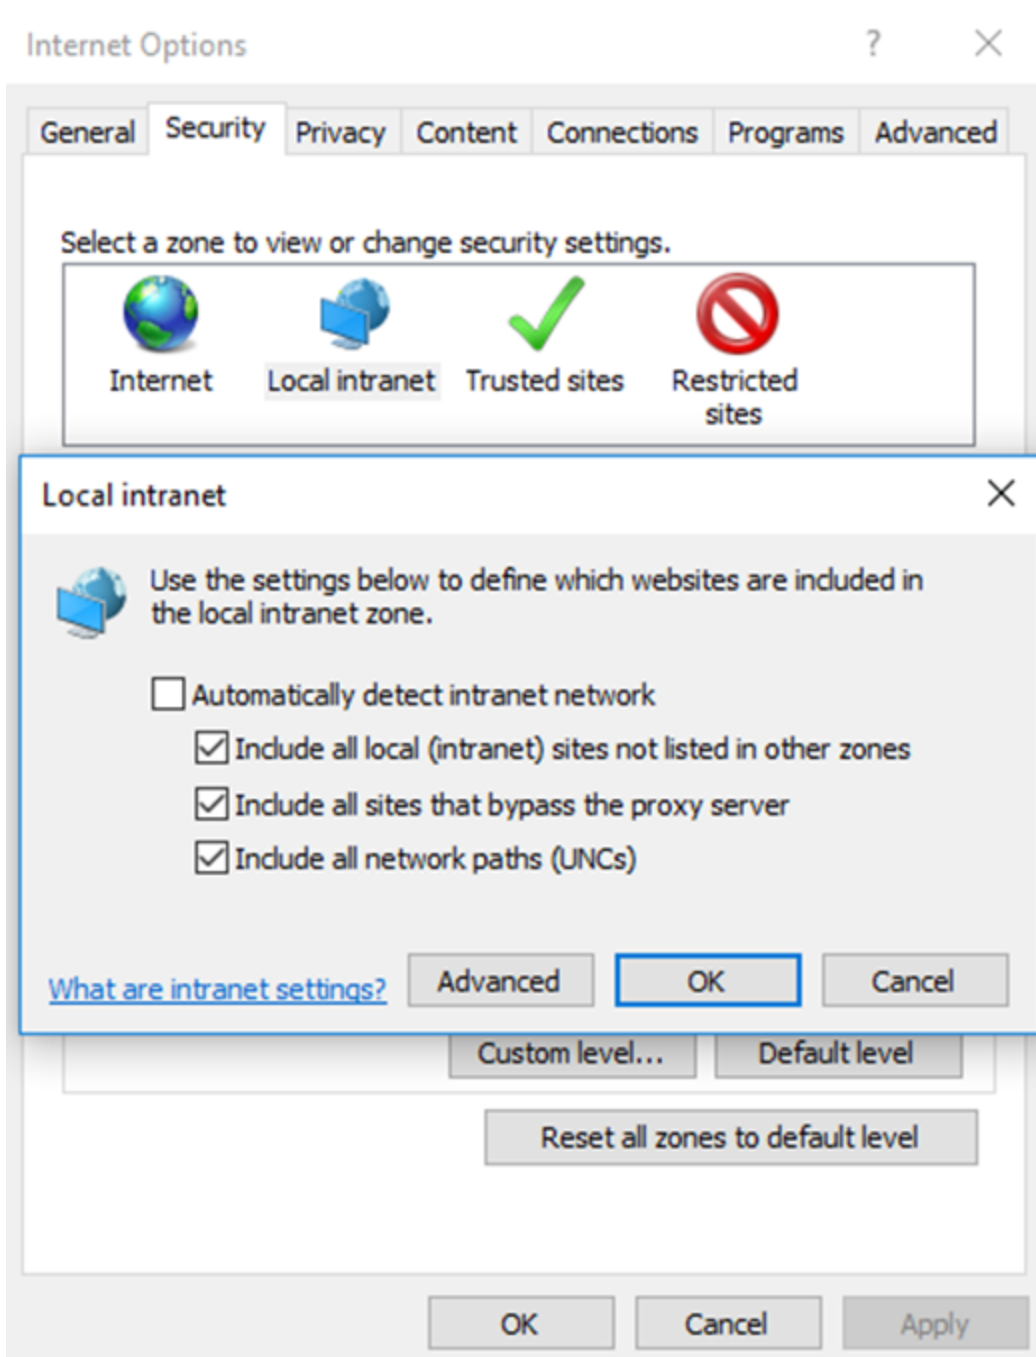 Internet Options
?
General Security Privacy Content Connections Programs Advanced
Select a zone to view or change security settings.
Internet Local intranet Trusted sites Restricted
sites
Local intranet
Use the settings below to define which websites are included in
the local intranet zone.
Automatically detect intranet network
Include all local (intranet) sites not listed in other zones
Include all sites that bypass the proxy server
Include all network paths (UNCs)
What are intranet settings? Advanced OK Cancel
Custom level... Default level
Reset all zones to default level
OK Cancel Apply